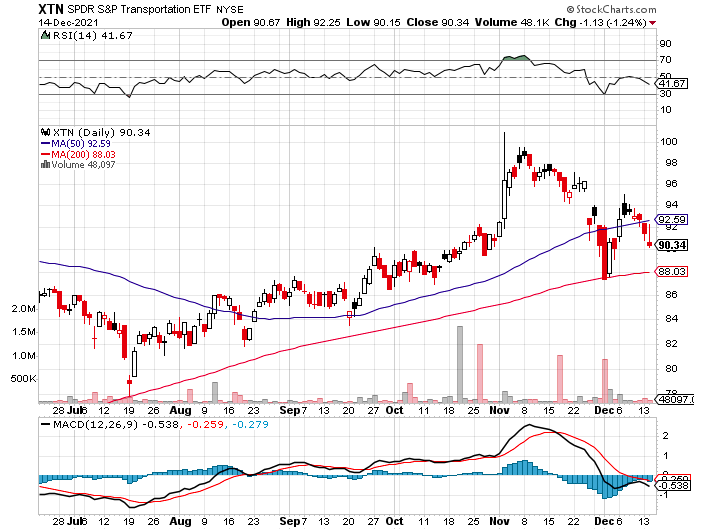 XTN SPDR S&P Transportation ETF NYSE © StockCharts.com
14-Dec-2021 Open 90.67 High 92.25 Low 90.15 Close 90.34 Volume 48.1K Chg -1.13 (-1.24%)
RSI(14) 41.67
90
70
50
41.67
30
10
XTN (Daily) 90.34
MA(50) 92.59
MA(200) 88.03
Volume 48,097
100
98
96
94
92.59
92
90.34
88.03
86
84
82
80
78
2.0M
1.5M
1.0M
500K
48097.0
28 Jul 6 12 19 26 Aug 9 16 23 Sep 7 13 20 27 Oct 11 18 25 Nov 8 15 22 Dec 6 13
MACD(12,26,9) -0.538, -0.259, -0.279
2
1
0
-0.538
-1
28 Jul 6 12 19 26 Aug 9 16 23 Sep 7 13 20 27 Oct 11 18 25 Nov 8 15 22 Dec 6 13